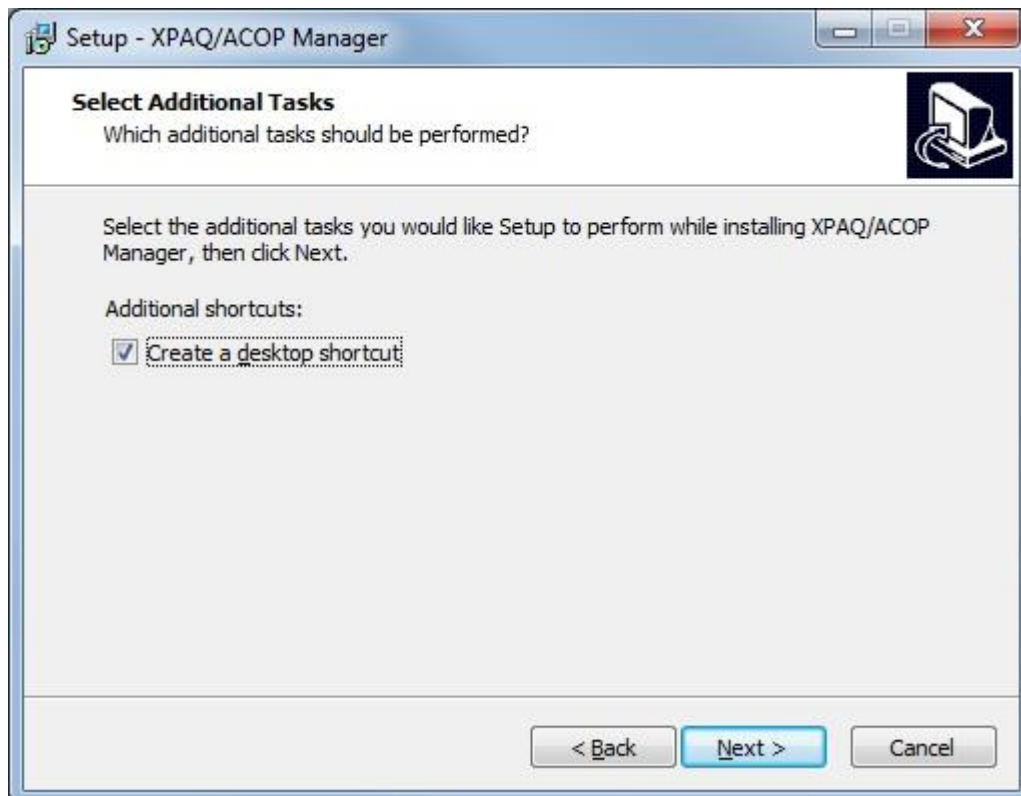 Setup - XPAQ/ACOP Manager
Select Additional Tasks
Which additional tasks should be performed?
Select the additional tasks you would like Setup to perform while installing XPAQ/ACOP
Manager, then click Next.
Additional shortcuts:
Create a desktop shortcut
< Back Next > Cancel